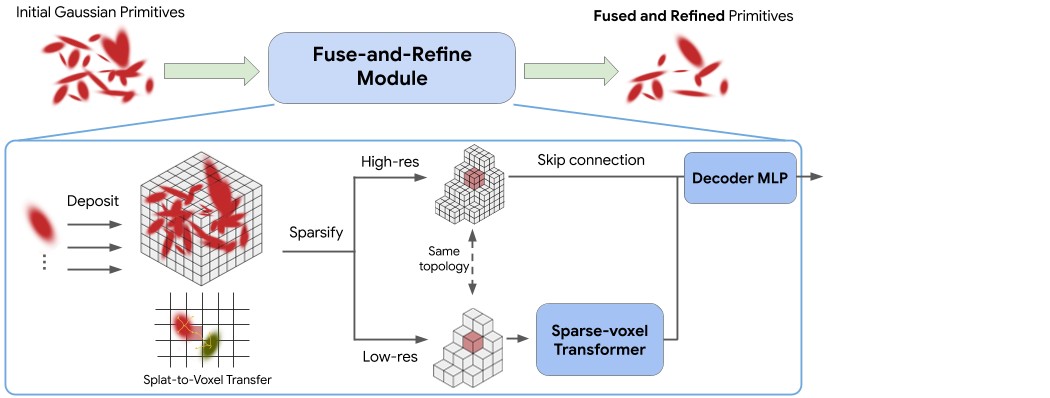 Initial Gaussian Primitives
Fuse-and-Refine
Module
Fused and Refined Primitives
Deposit
Sparsify
High-res
Skip connection
Decoder MLP
Same
topology
Low-res
Sparse-voxel
Transformer
Splat-to-Voxel Transfer